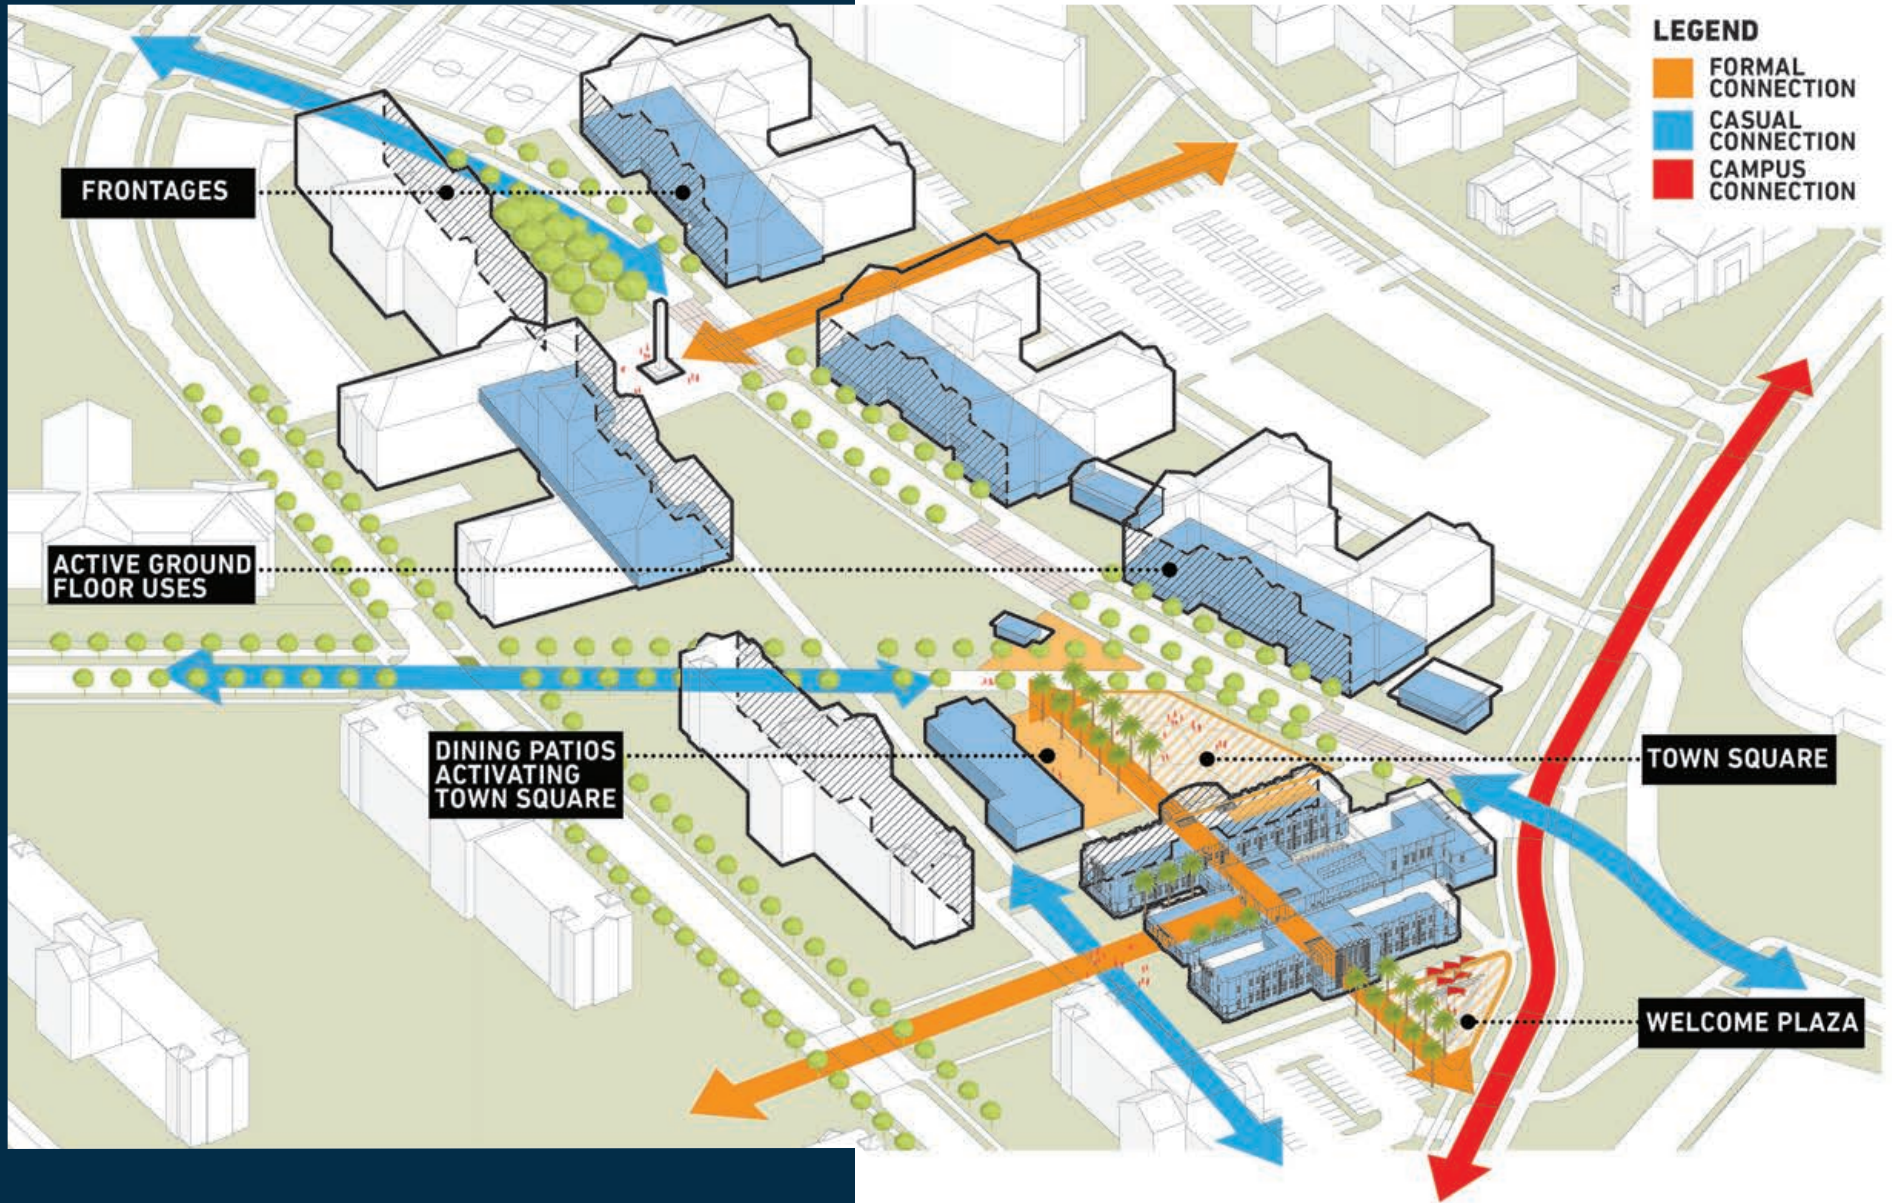 LEGEND
FORMAL
CONNECTION
CASUAL
CONNECTION
CAMPUS
CONNECTION
FRONTAGES
ACTIVE GROUND
FLOOR USES
DINING PATIOS
ACTIVATING
TOWN SQUARE
TOWN SQUARE
WELCOME PLAZA